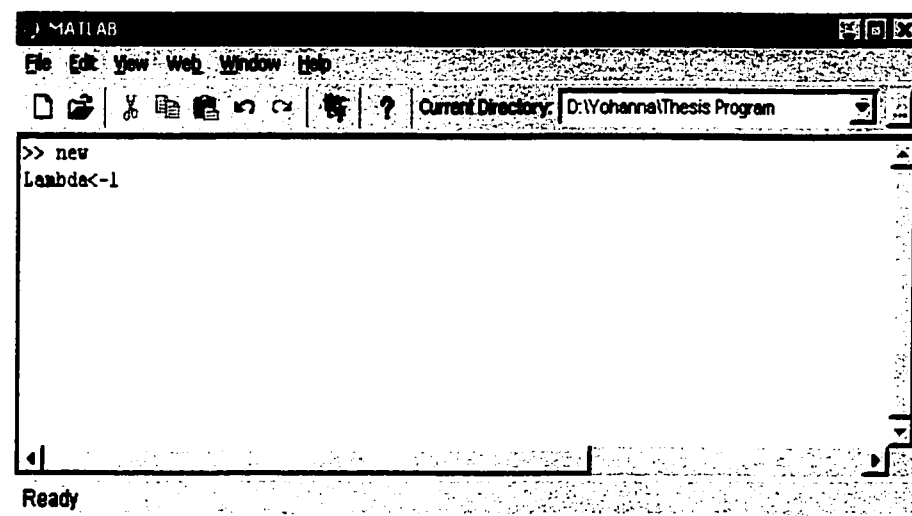 MATLAB
File Edit View Web Window Help
? Current Directory: D:\Yohanna\Thesis Program ...
>> new
Lambda<-1
Ready